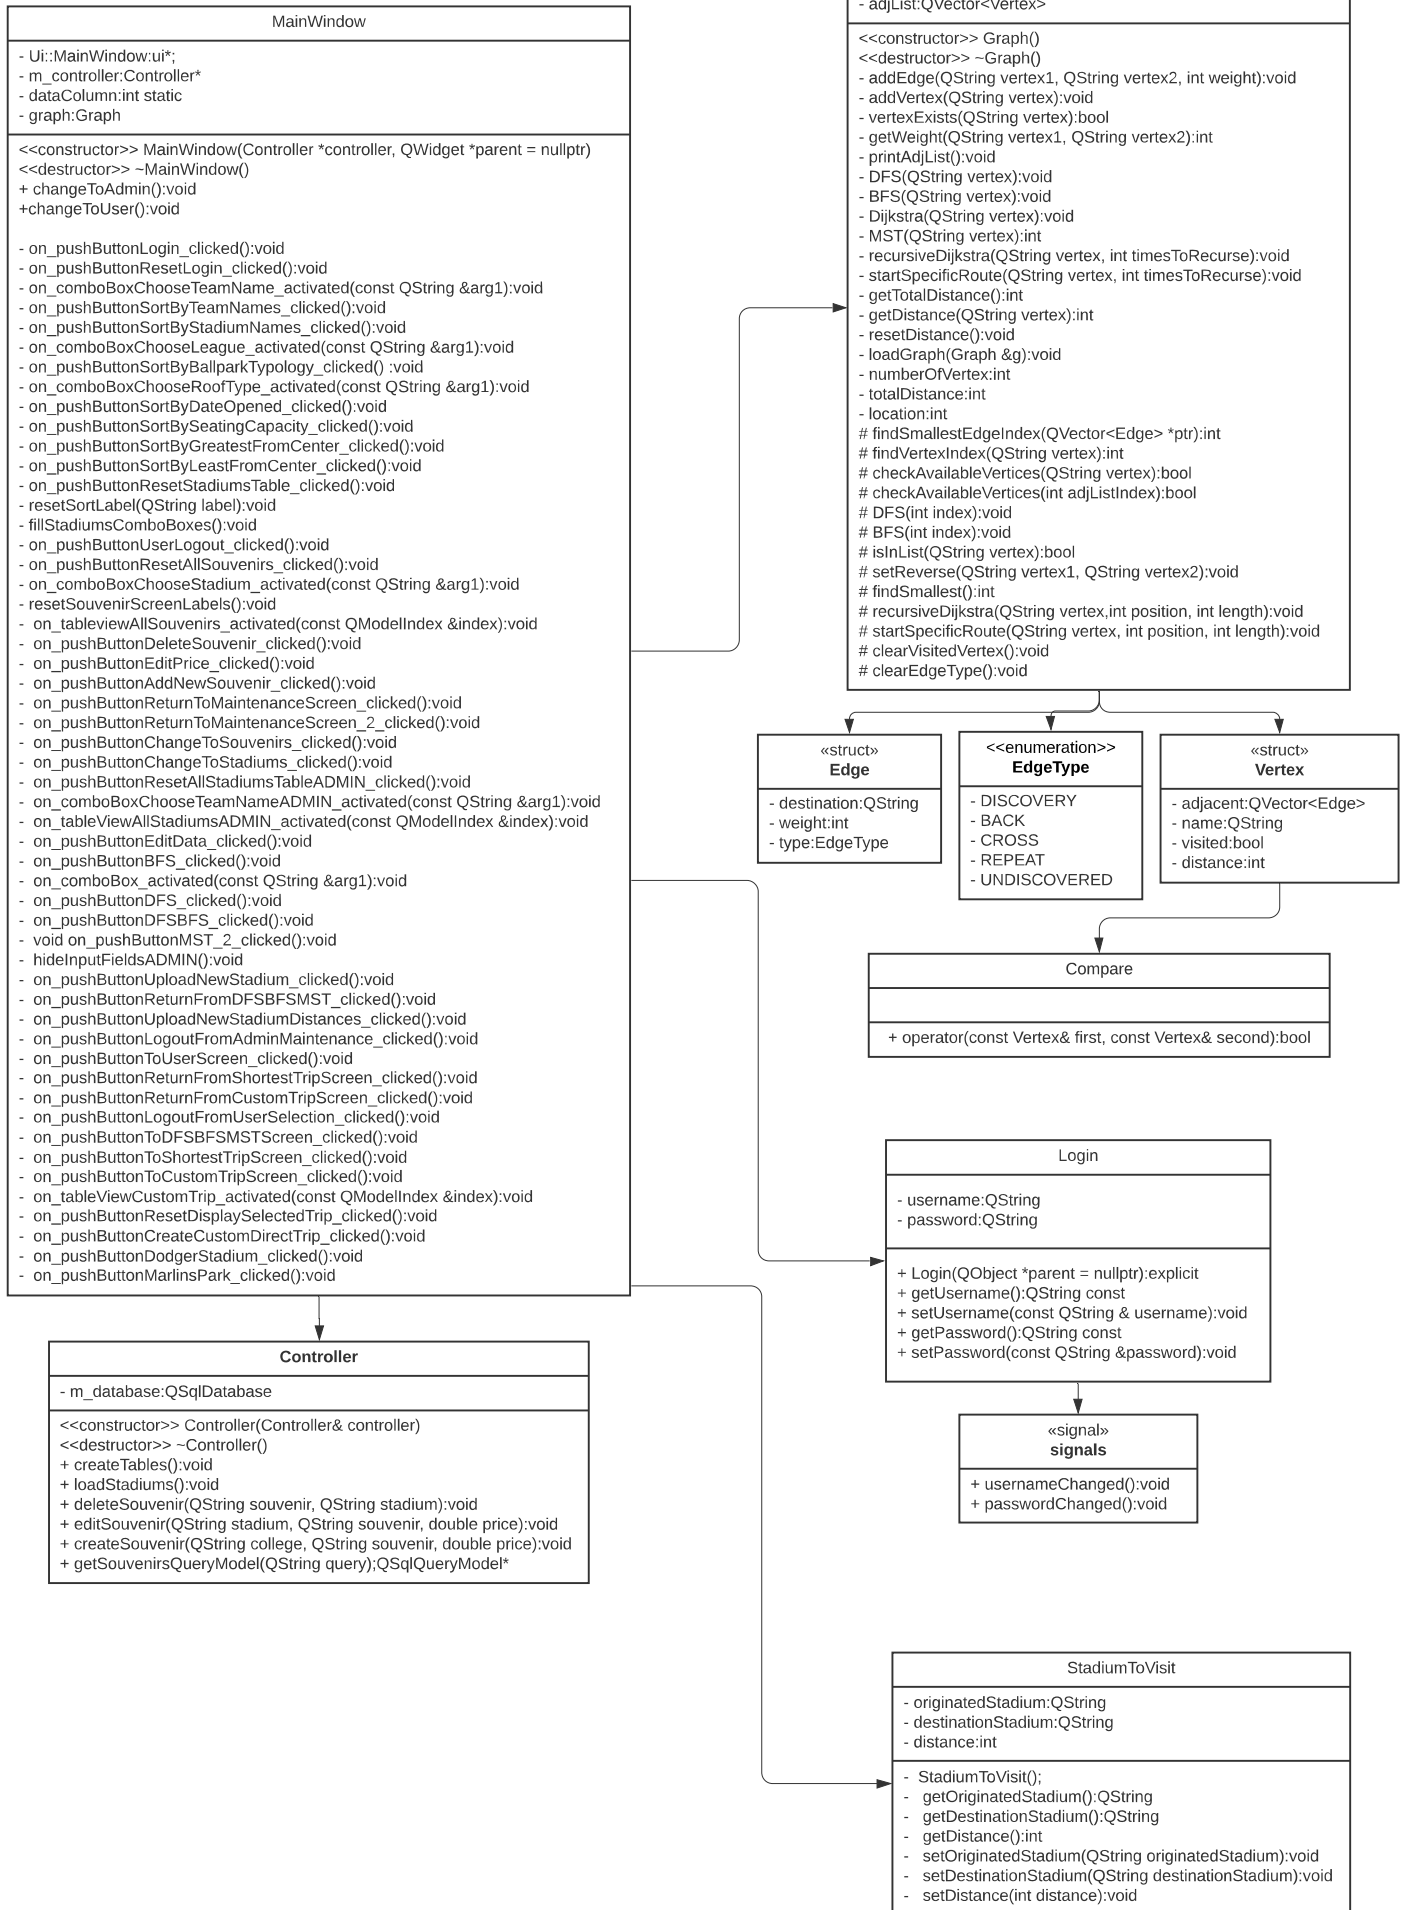 MainWindow
- Ui::MainWindow:ui*;
- m_controller:Controller*
- dataColumn:int static
- graph:Graph
<<constructor>> MainWindow(Controller *controller, QWidget *parent = nullptr)
<<destructor>> ~MainWindow()
+ changeToAdmin():void
+changeToUser():void
- on_pushButtonLogin_clicked():void
- on_pushButtonResetLogin_clicked():void
- on_comboBoxChooseTeamName_activated(const QString &arg1):void
- on_pushButtonSortByTeamNames_clicked():void
- on_pushButtonSortByStadiumNames_clicked():void
- on_comboBoxChooseLeague_activated(const QString &arg1):void
- on_pushButtonSortByBallparkTypology_clicked() :void
- on_comboBoxChooseRoofType_activated(const QString &arg1):void
- on_pushButtonSortByDateOpened_clicked():void
- on_pushButtonSortBySeatingCapacity_clicked():void
- on_pushButtonSortByGreatestFromCenter_clicked():void
- on_pushButtonSortByLeastFromCenter_clicked():void
- on_pushButtonResetStadiumsTable_clicked():void
- resetSortLabel(QString label):void
- fillStadiumsComboBoxes():void
- on_pushButtonUserLogout_clicked():void
- on_pushButtonResetAllSouvenirs_clicked():void
- on_comboBoxChooseStadium_activated(const QString &arg1):void
- resetSouvenirScreenLabels():void
- on_tableviewAllSouvenirs_activated(const QModelIndex &index):void
- on_pushButtonDeleteSouvenir_clicked():void
- on_pushButtonEditPrice_clicked():void
- on_pushButtonAddNewSouvenir_clicked():void
- on_pushButtonReturnToMaintenanceScreen_clicked():void
- on_pushButtonReturnToMaintenanceScreen_2_clicked():void
- on_pushButtonChangeToSouvenirs_clicked():void
- on_pushButtonChangeToStadiums_clicked():void
- on_pushButtonResetAllStadiumsTableADMIN_clicked():void
- on_comboBoxChooseTeamNameADMIN_activated(const QString &arg1):void
- on_tableViewAllStadiumsADMIN_activated(const QModelIndex &index):void
- on_pushButtonEditData_clicked():void
- on_pushButtonBFS_clicked():void
- on_comboBox_activated(const QString &arg1):void
- on_pushButtonDFS_clicked():void
- on_pushButtonDFSBFS_clicked():void
- void on_pushButtonMST_2_clicked():void
- hideInputFieldsADMIN():void
- on_pushButtonUploadNewStadium_clicked():void
- on_pushButtonReturnFromDFSBFSMST_clicked():void
- on_pushButtonUploadNewStadiumDistances_clicked():void
- on_pushButtonLogoutFromAdminMaintenance_clicked():void
- on_pushButtonToUserScreen_clicked():void
- on_pushButtonReturnFromShortestTripScreen_clicked():void
- on_pushButtonReturnFromCustomTripScreen_clicked():void
- on_pushButtonLogoutFromUserSelection_clicked():void
- on_pushButtonToDFSBFSMSTScreen_clicked():void
- on_pushButtonToShortestTripScreen_clicked():void
- on_pushButtonToCustomTripScreen_clicked():void
- on_tableViewCustomTrip_activated(const QModelIndex &index):void
- on_pushButtonResetDisplaySelectedTrip_clicked():void
- on_pushButtonCreateCustomDirectTrip_clicked():void
- on_pushButtonDodgerStadium_clicked():void
- on_pushButtonMarlinsPark_clicked():void
Controller
- m_database:QSqlDatabase
<<constructor>> Controller(Controller& controller)
<<destructor>> ~Controller()
+ createTables():void
+ loadStadiums():void
+ deleteSouvenir(QString souvenir, QString stadium):void
+ editSouvenir(QString stadium, QString souvenir, double price):void
+ createSouvenir(QString college, QString souvenir, double price):void
+ getSouvenirsQueryModel(QString query);QSqlQueryModel*
- adjList:QVector<Vertex>
<<constructor>> Graph()
<<destructor>> ~Graph()
- addEdge(QString vertex1, QString vertex2, int weight):void
- addVertex(QString vertex):void
- vertexExists(QString vertex):bool
- getWeight(QString vertex1, QString vertex2):int
- printAdjList():void
- DFS(QString vertex):void
- BFS(QString vertex):void
- Dijkstra(QString vertex):void
- MST(QString vertex):int
- recursiveDijkstra(QString vertex, int timesToRecurse):void
- startSpecificRoute(QString vertex, int timesToRecurse):void
- getTotalDistance():int
- getDistance(QString vertex):int
- resetDistance():void
- loadGraph(Graph &g):void
- numberOfVertex:int
- totalDistance:int
- location:int
# findSmallestEdgeIndex(QVector<Edge> *ptr):int
# findVertexIndex(QString vertex):int
# checkAvailableVertices(QString vertex):bool
# checkAvailableVertices(int adjListIndex):bool
# DFS(int index):void
# BFS(int index):void
# isInList(QString vertex):bool
# setReverse(QString vertex1, QString vertex2):void
# findSmallest():int
# recursiveDijkstra(QString vertex,int position, int length):void
# startSpecificRoute(QString vertex, int position, int length):void
# clearVisitedVertex():void
# clearEdgeType():void
«struct»
Edge
- destination:QString
- weight:int
- type:EdgeType
<<enumeration>>
EdgeType
- DISCOVERY
- BACK
- CROSS
- REPEAT
- UNDISCOVERED
«struct»
Vertex
- adjacent:QVector<Edge>
- name:QString
- visited:bool
- distance:int
Compare
+ operator(const Vertex& first, const Vertex& second):bool
Login
- username:QString
- password:QString
+ Login(QObject *parent = nullptr):explicit
+ getUsername():QString const
+ setUsername(const QString & username):void
+ getPassword():QString const
+ setPassword(const QString &password):void
«signal»
signals
+ usernameChanged():void
+ passwordChanged():void
StadiumToVisit
- originatedStadium:QString
- destinationStadium:QString
- distance:int
- StadiumToVisit();
- getOriginatedStadium():QString
- getDestinationStadium():QString
- getDistance():int
- setOriginatedStadium(QString originatedStadium):void
- setDestinationStadium(QString destinationStadium):void
- setDistance(int distance):void